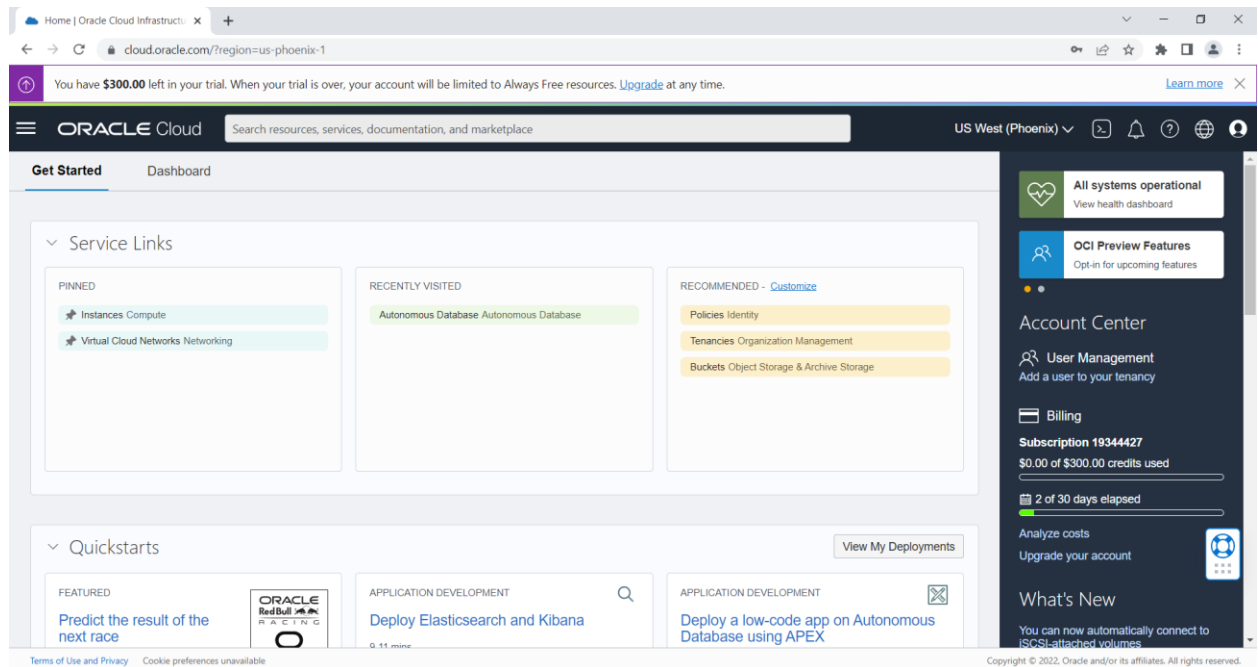 Home | Oracle Cloud Infrastructu
cloud.oracle.com/?region=us-phoenix-1
You have $300.00 left in your trial. When your trial is over, your account will be limited to Always Free resources. Upgrade at any time.
Learn more
ORACLE Cloud
Search resources, services, documentation, and marketplace
US West (Phoenix)
Get Started
Dashboard
All systems operational
View health dashboard
OCI Preview Features
Opt-in for upcoming features
Service Links
PINNED
Instances Compute
Virtual Cloud Networks Networking
RECENTLY VISITED
Autonomous Database Autonomous Database
RECOMMENDED - Customize
Policies Identity
Tenancies Organization Management
Buckets Object Storage & Archive Storage
Account Center
User Management
Add a user to your tenancy
Billing
Subscription 19344427
$0.00 of $300.00 credits used
2 of 30 days elapsed
Analyze costs
Upgrade your account
What's New
You can now automatically connect to
iSCSI-attached volumes
Quickstarts
View My Deployments
FEATURED
Predict the result of the
next race
ORACLE
Red Bull
RACING
APPLICATION DEVELOPMENT
Deploy Elasticsearch and Kibana
9-11 mins
APPLICATION DEVELOPMENT
Deploy a low-code app on Autonomous
Database using APEX
Terms of Use and Privacy
Cookie preferences unavailable
Copyright © 2022, Oracle and/or its affiliates. All rights reserved.